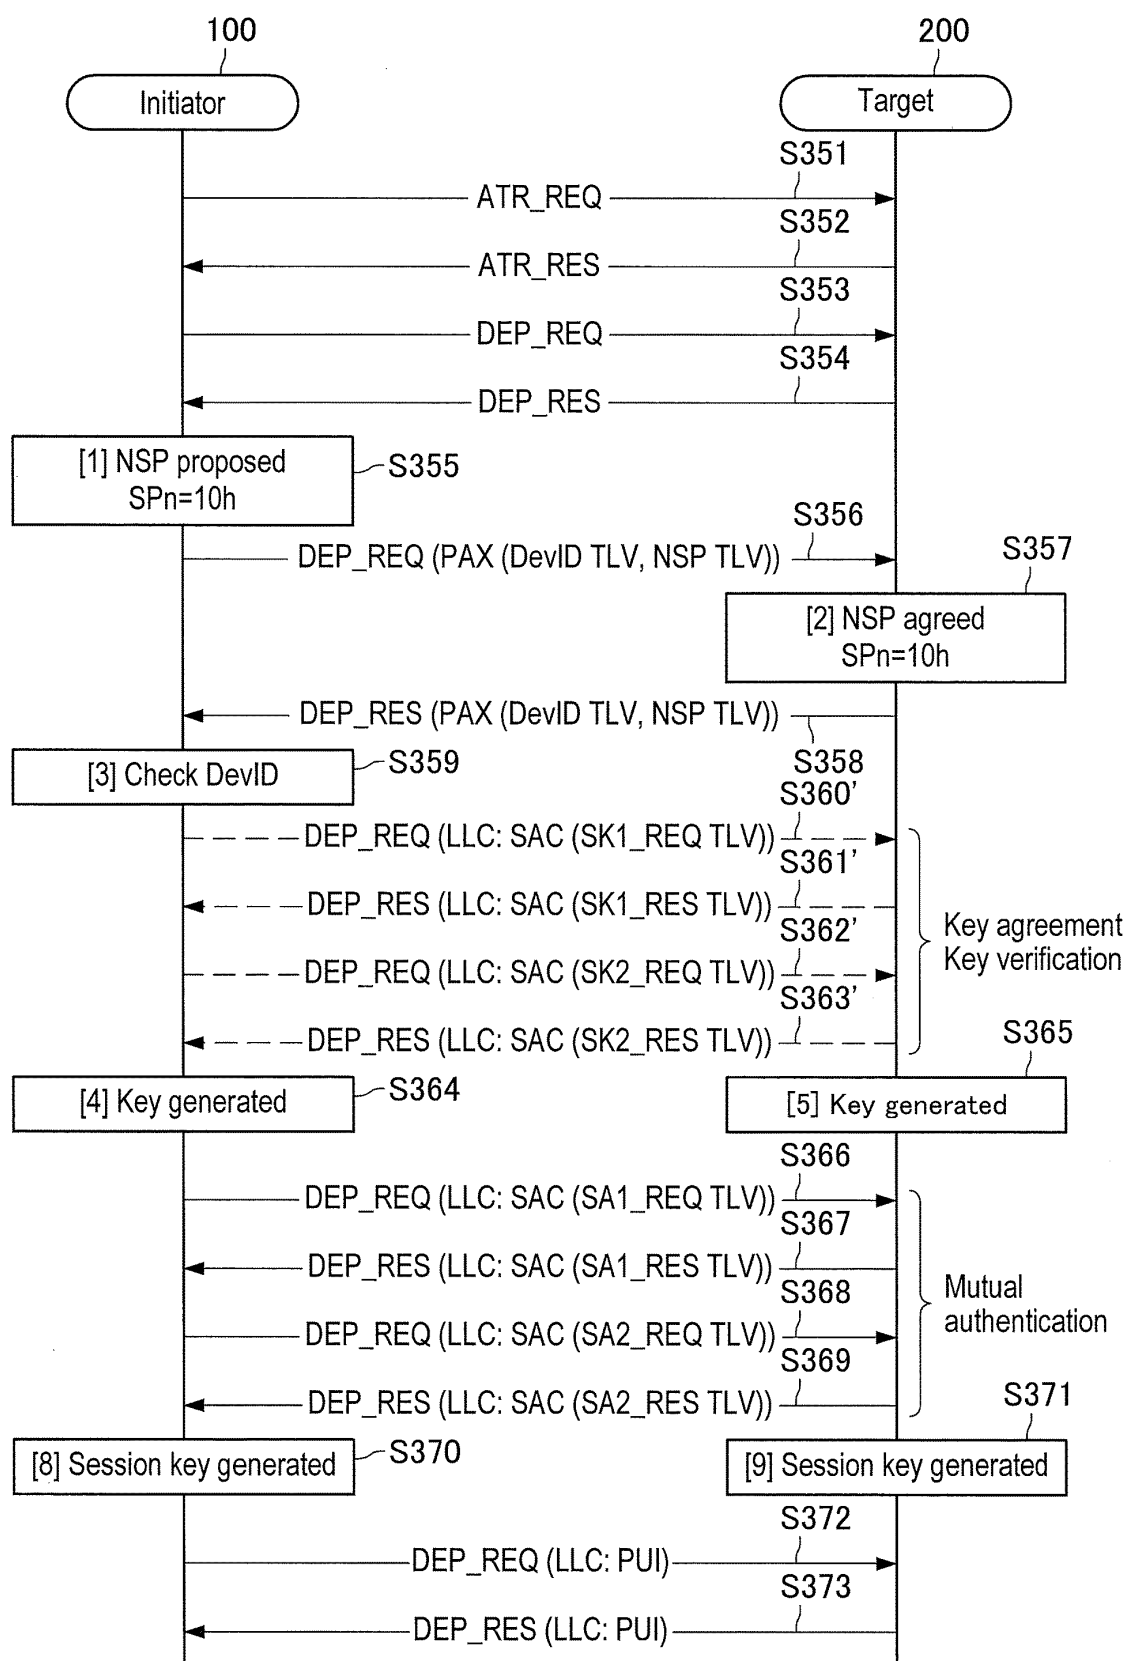 100
200
Initiator
Target
S351
ATR_REQ
S352
ATR_RES
S353
DEP_REQ
S354
DEP_RES
[1] NSP proposed
SPn=10h
S355
S356
DEP_REQ (PAX (DevID TLV, NSP TLV))
S357
[2] NSP agreed
SPn=10h
DEP_RES (PAX (DevID TLV, NSP TLV))
S358
[3] Check DevID
S359
S360'
DEP_REQ (LLC: SAC (SK1_REQ TLV))
S361'
DEP_RES (LLC: SAC (SK1_RES TLV))
S362'
DEP_REQ (LLC: SAC (SK2_REQ TLV))
S363'
DEP_RES (LLC: SAC (SK2_RES TLV))
Key agreement
Key verification
[4] Key generated
S364
S365
[5] Key generated
S366
DEP_REQ (LLC: SAC (SA1_REQ TLV))
S367
DEP_RES (LLC: SAC (SA1_RES TLV))
S368
DEP_REQ (LLC: SAC (SA2_REQ TLV))
S369
DEP_RES (LLC: SAC (SA2_RES TLV))
Mutual
authentication
[8] Session key generated
S370
S371
[9] Session key generated
S372
DEP_REQ (LLC: PUI)
S373
DEP_RES (LLC: PUI)